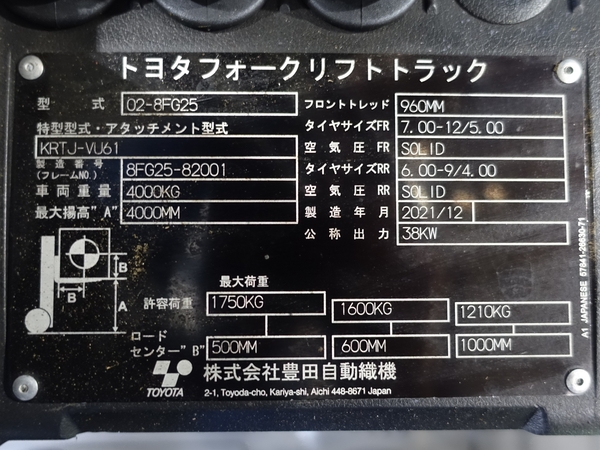 トヨタフォークリフトトラック
型 式 02-8FG25
特型型式・アタッチメント型式
KRTJ-VU61
製造番号
(フレームNO.) 8FG25-82001
車両重量 4000KG
最大揚高"A" 4000MM
フロントトレッド 960MM
タイヤサイズFR 7.00-12/5.00
空気圧 FR SOLID
タイヤサイズRR 6.00-9/4.00
空気圧 RR SOLID
製造年月 2021/12
公称出力 38KW
B
B
A
最大荷重
許容荷重 1750KG 1600KG 1210KG
ロード
センター"B" 500MM 600MM 1000MM
TOYOTA
株式会社豊田自動織機
2-1, Toyoda-cho, Kariya-shi, Aichi 448-8671 Japan
A1 JAPANESE 57641-26630-71